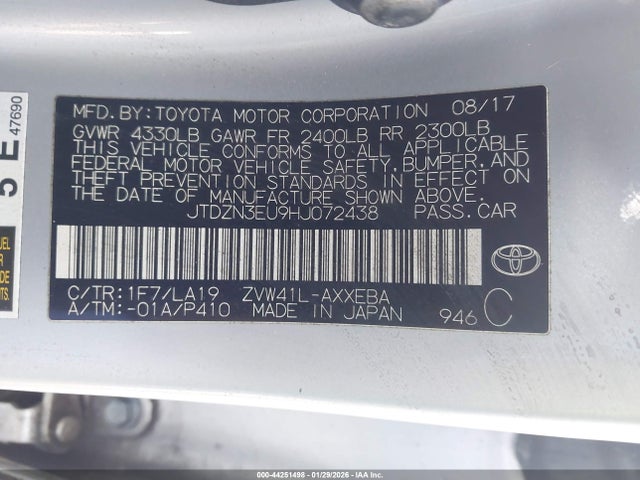 MFD.BY:TOYOTA MOTOR CORPORATION 08/17
GVWR 4330LB GAWR FR 2400LB RR 2300LB
THIS VEHICLE CONFORMS TO ALL APPLICABLE
FEDERAL MOTOR VEHICLE SAFETY, BUMPER, AND
THEFT PREVENTION STANDARDS IN EFFECT ON
THE DATE OF MANUFACTURE SHOWN ABOVE.
JTDZN3EU9HJ072438 PASS.CAR
C/TR:1F7/LA19 ZVW41L-AXXEBA
A/TM:-01A/P410 MADE IN JAPAN 946 C
5 E 47690
000-44251498 - 01/29/2026 - IAAI.CA